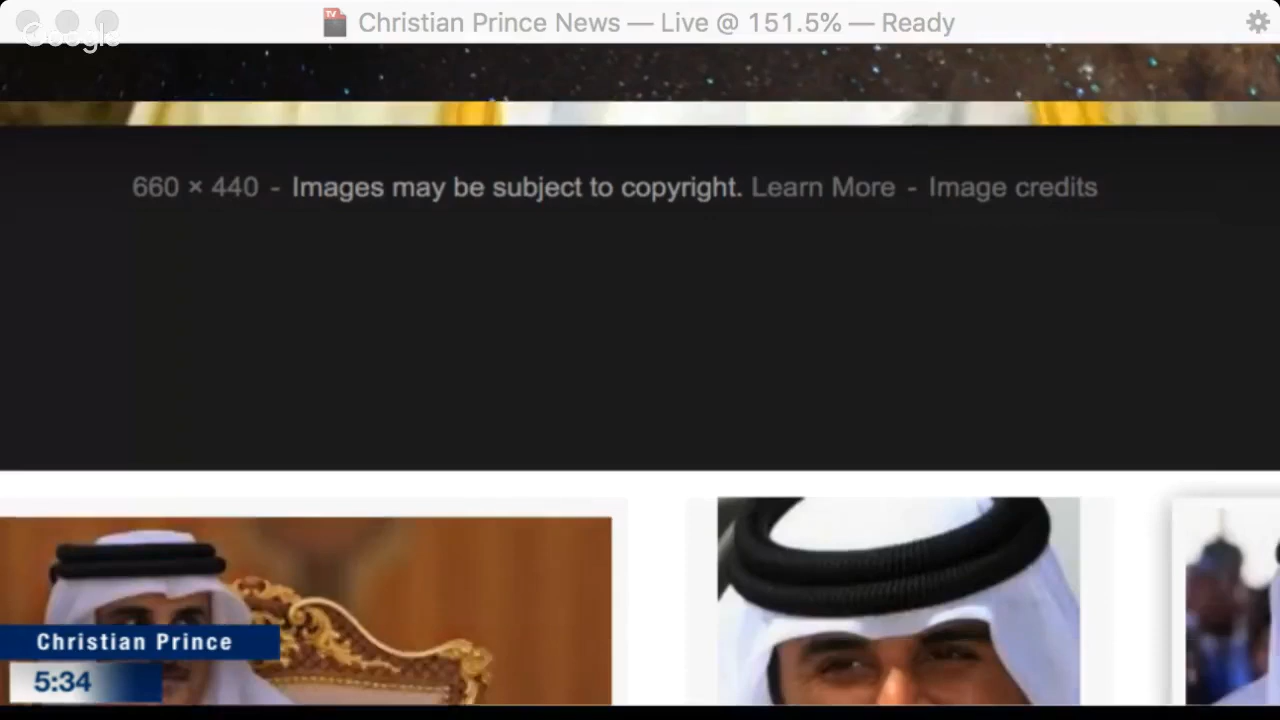 TV
Christian Prince News — Live @ 151.5% — Ready
Google
660 × 440 - Images may be subject to copyright. Learn More - Image credits
Christian Prince
5:34